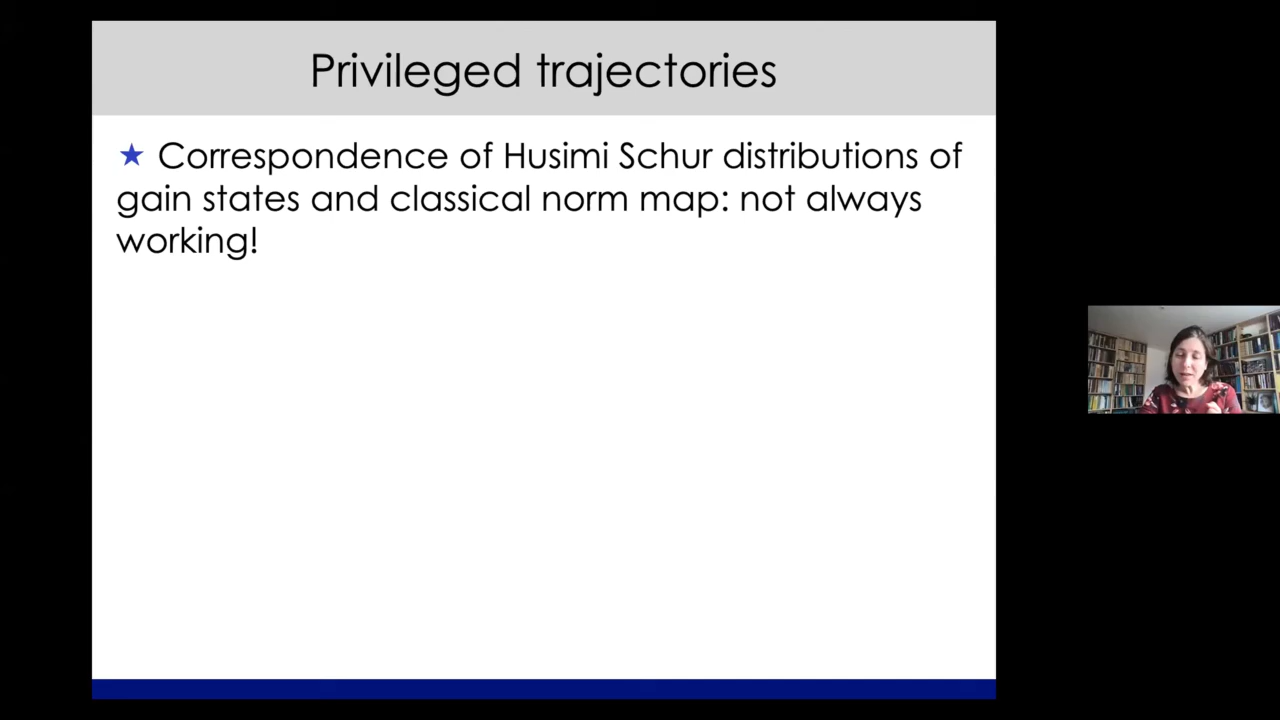 Privileged trajectories
★ Correspondence of Husimi Schur distributions of
gain states and classical norm map: not always
working!